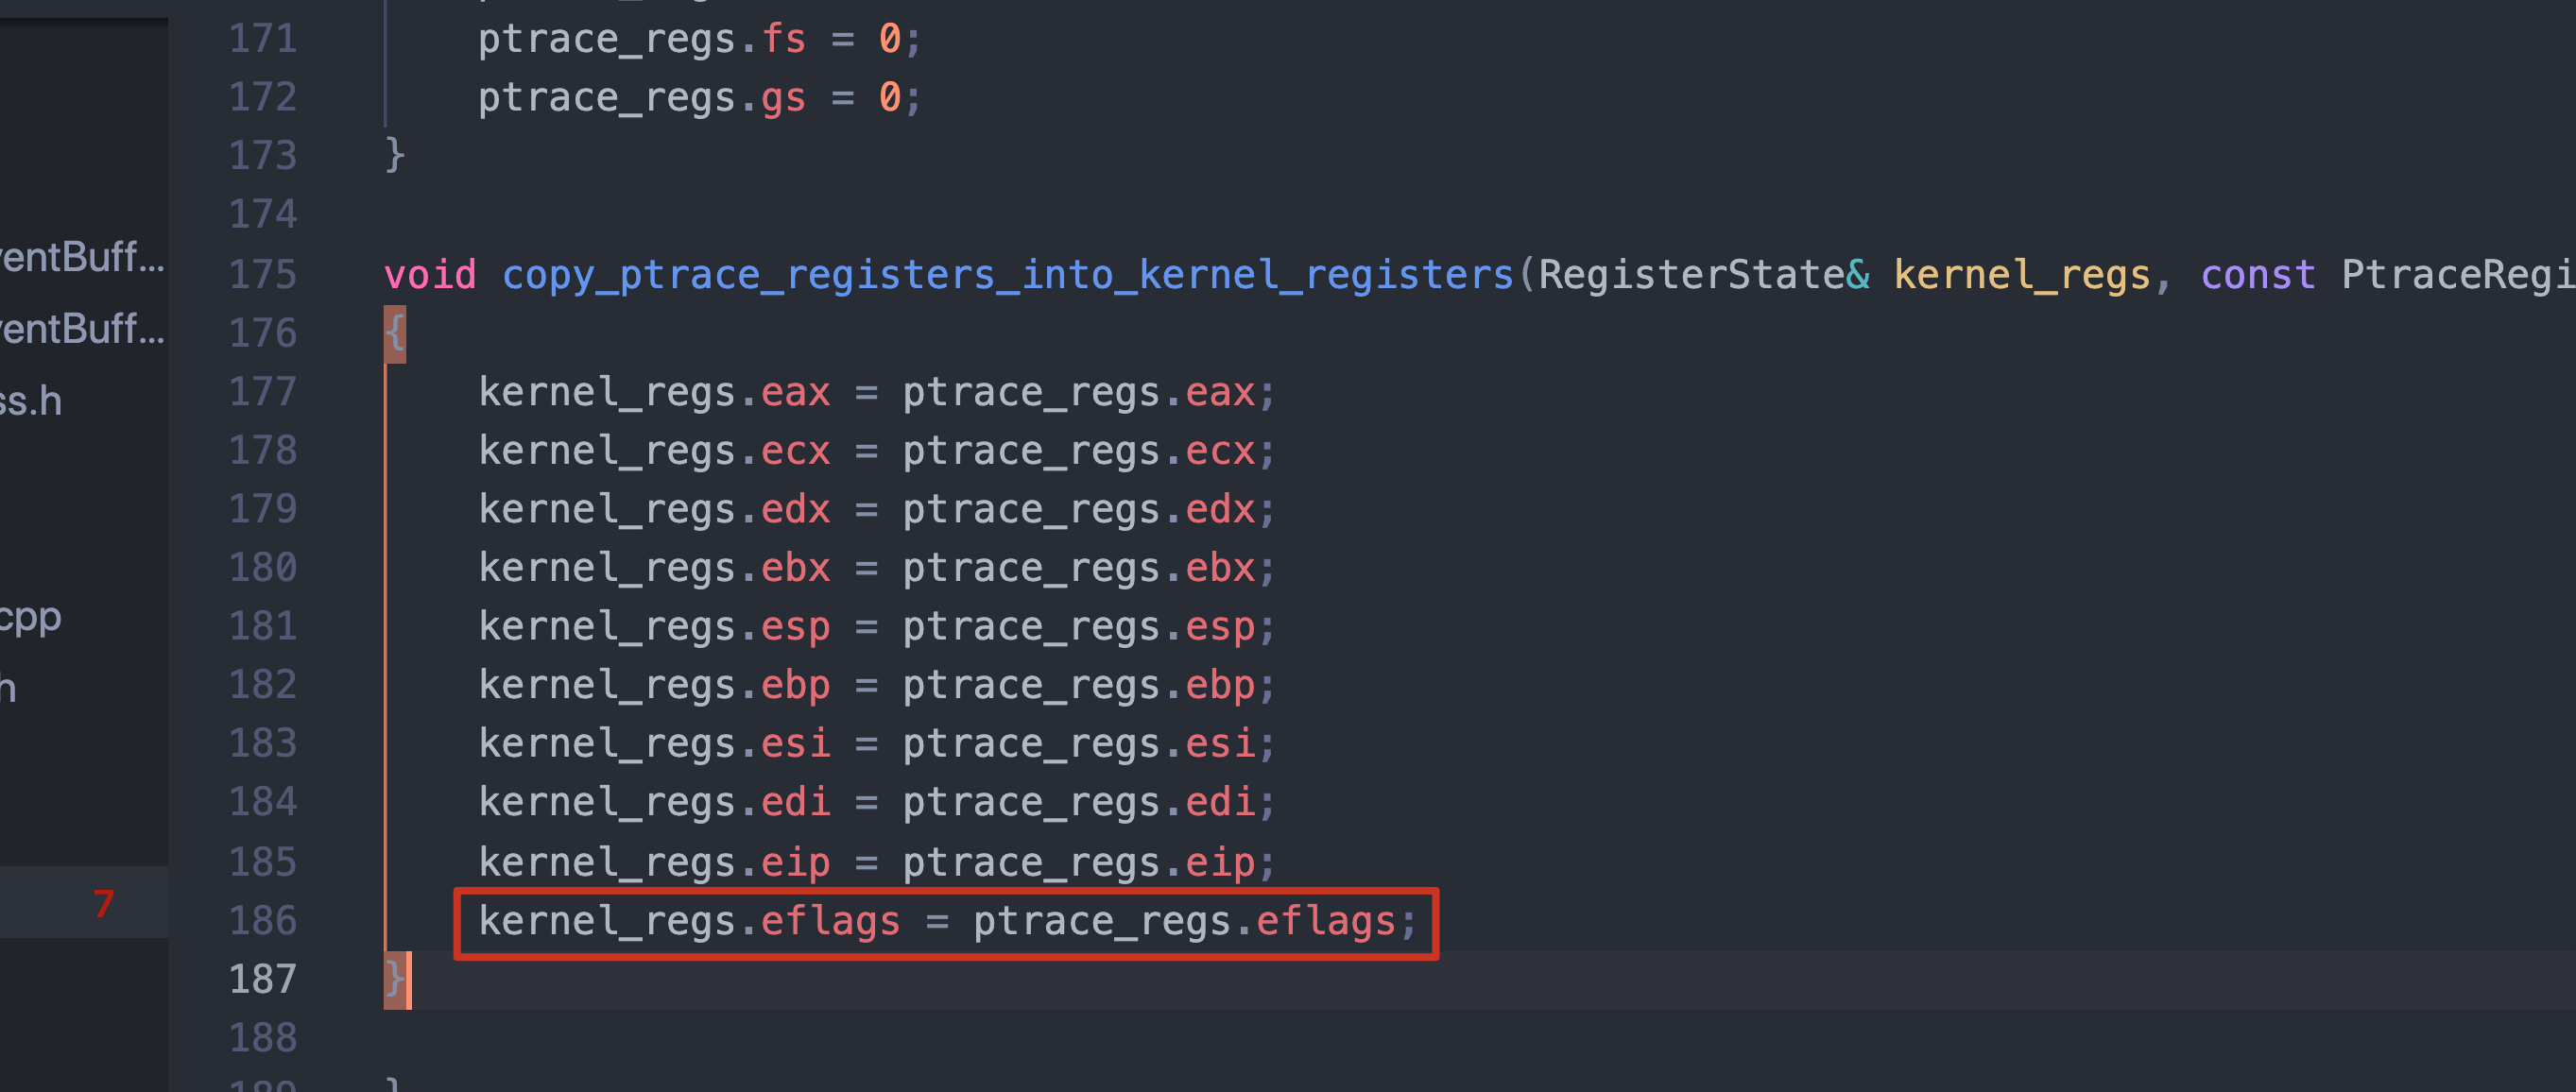 171 ptrace_regs.fs = 0;
172 ptrace_regs.gs = 0;
173 }
174
ventBuff...
175 void copy_ptrace_registers_into_kernel_registers(RegisterState& kernel_regs, const PtraceRegi
ventBuff...
176 {
177 kernel_regs.eax = ptrace_regs.eax;
ss.h
178 kernel_regs.ecx = ptrace_regs.ecx;
179 kernel_regs.edx = ptrace_regs.edx;
180 kernel_regs.ebx = ptrace_regs.ebx;
cpp
181 kernel_regs.esp = ptrace_regs.esp;
182 kernel_regs.ebp = ptrace_regs.ebp;
h
183 kernel_regs.esi = ptrace_regs.esi;
184 kernel_regs.edi = ptrace_regs.edi;
185 kernel_regs.eip = ptrace_regs.eip;
7
186 kernel_regs.eflags = ptrace_regs.eflags;
187 }
188
189 }